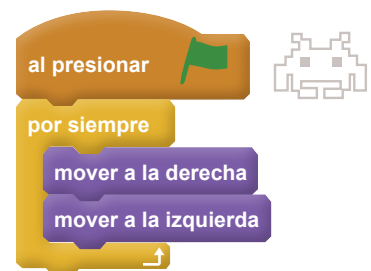 al presionar
por siempre
mover a la derecha
mover a la izquierda